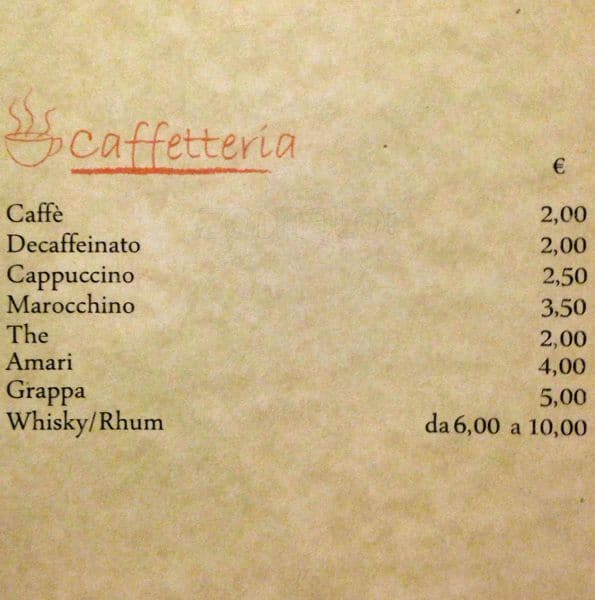 Caffetteria
€
Caffè 2,00
Decaffeinato 2,00
Cappuccino 2,50
Marocchino 3,50
The 2,00
Amari 4,00
Grappa 5,00
Whisky/Rhum da 6,00 a 10,00